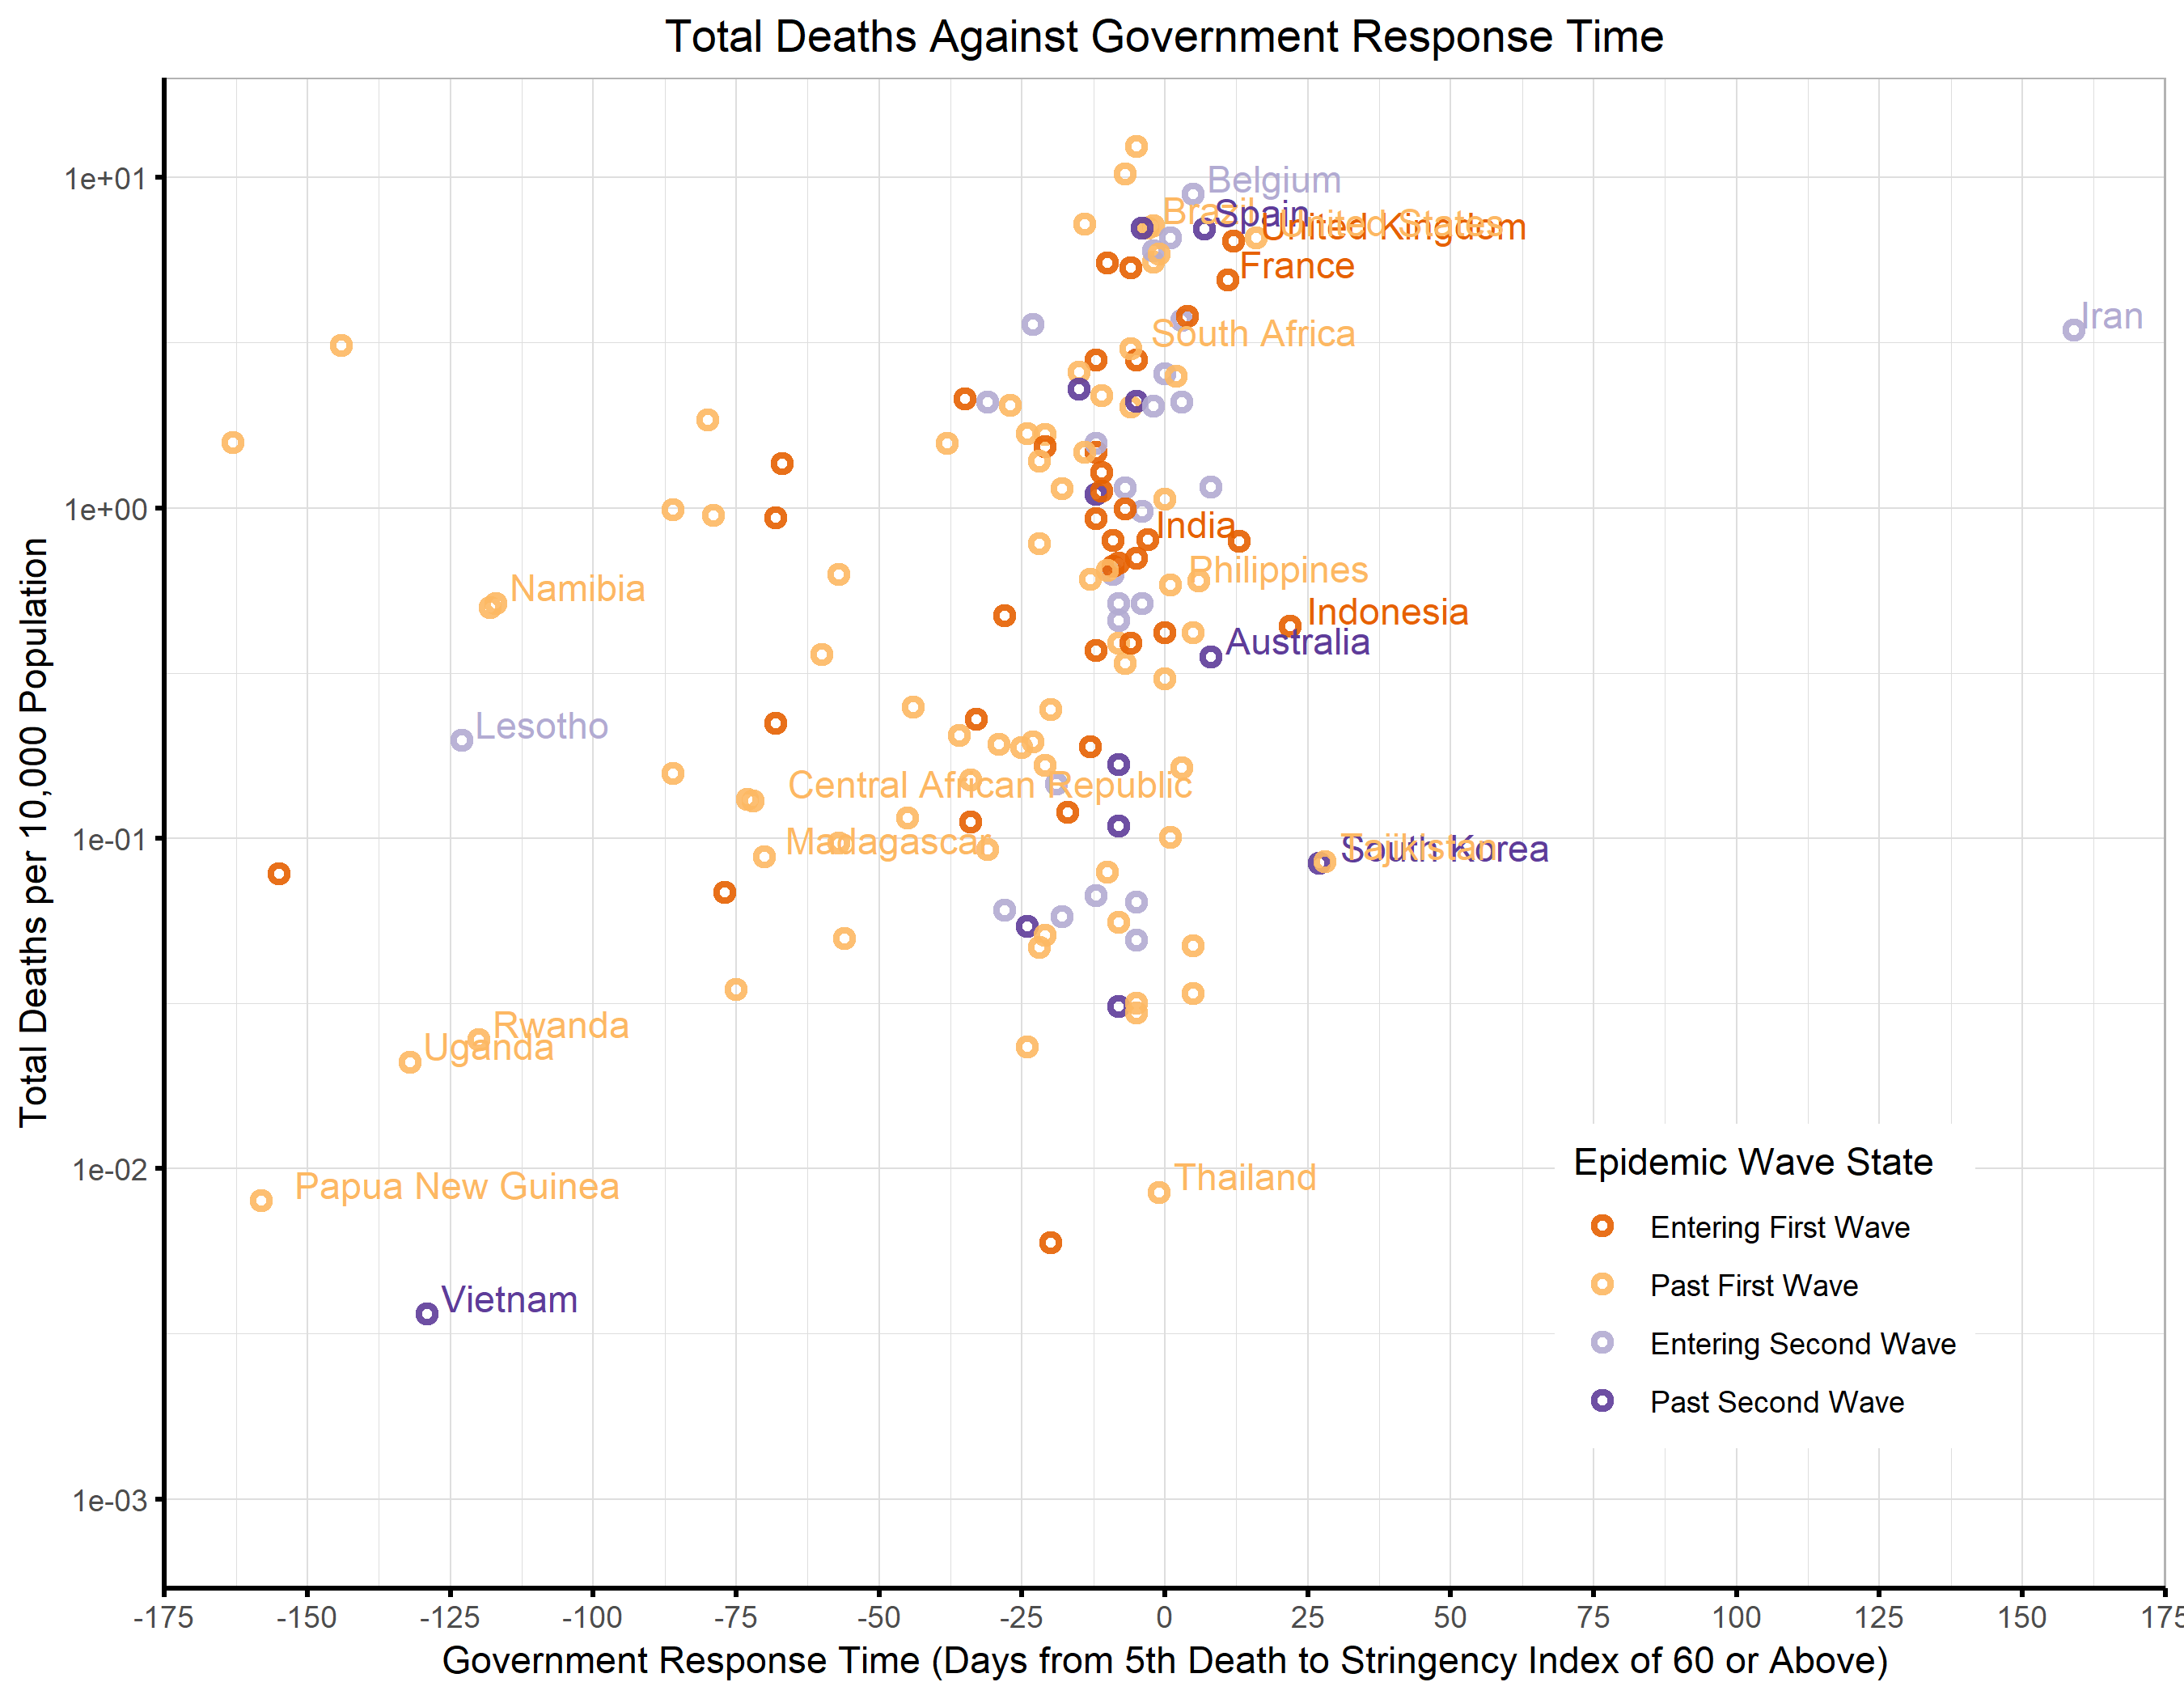 Total Deaths Against Government Response Time
Total Deaths per 10,000 Population
1e+01
1e+00
1e-01
1e-02
1e-03
Belgium
Brazil
Spain
United States
United Kingdom
France
Iran
South Africa
India
Philippines
Namibia
Indonesia
Australia
Lesotho
Central African Republic
Madagascar
Tajikistan
South Korea
Rwanda
Uganda
Thailand
Papua New Guinea
Vietnam
Epidemic Wave State
Entering First Wave
Past First Wave
Entering Second Wave
Past Second Wave
-175 -150 -125 -100 -75 -50 -25 0 25 50 75 100 125 150 175
Government Response Time (Days from 5th Death to Stringency Index of 60 or Above)